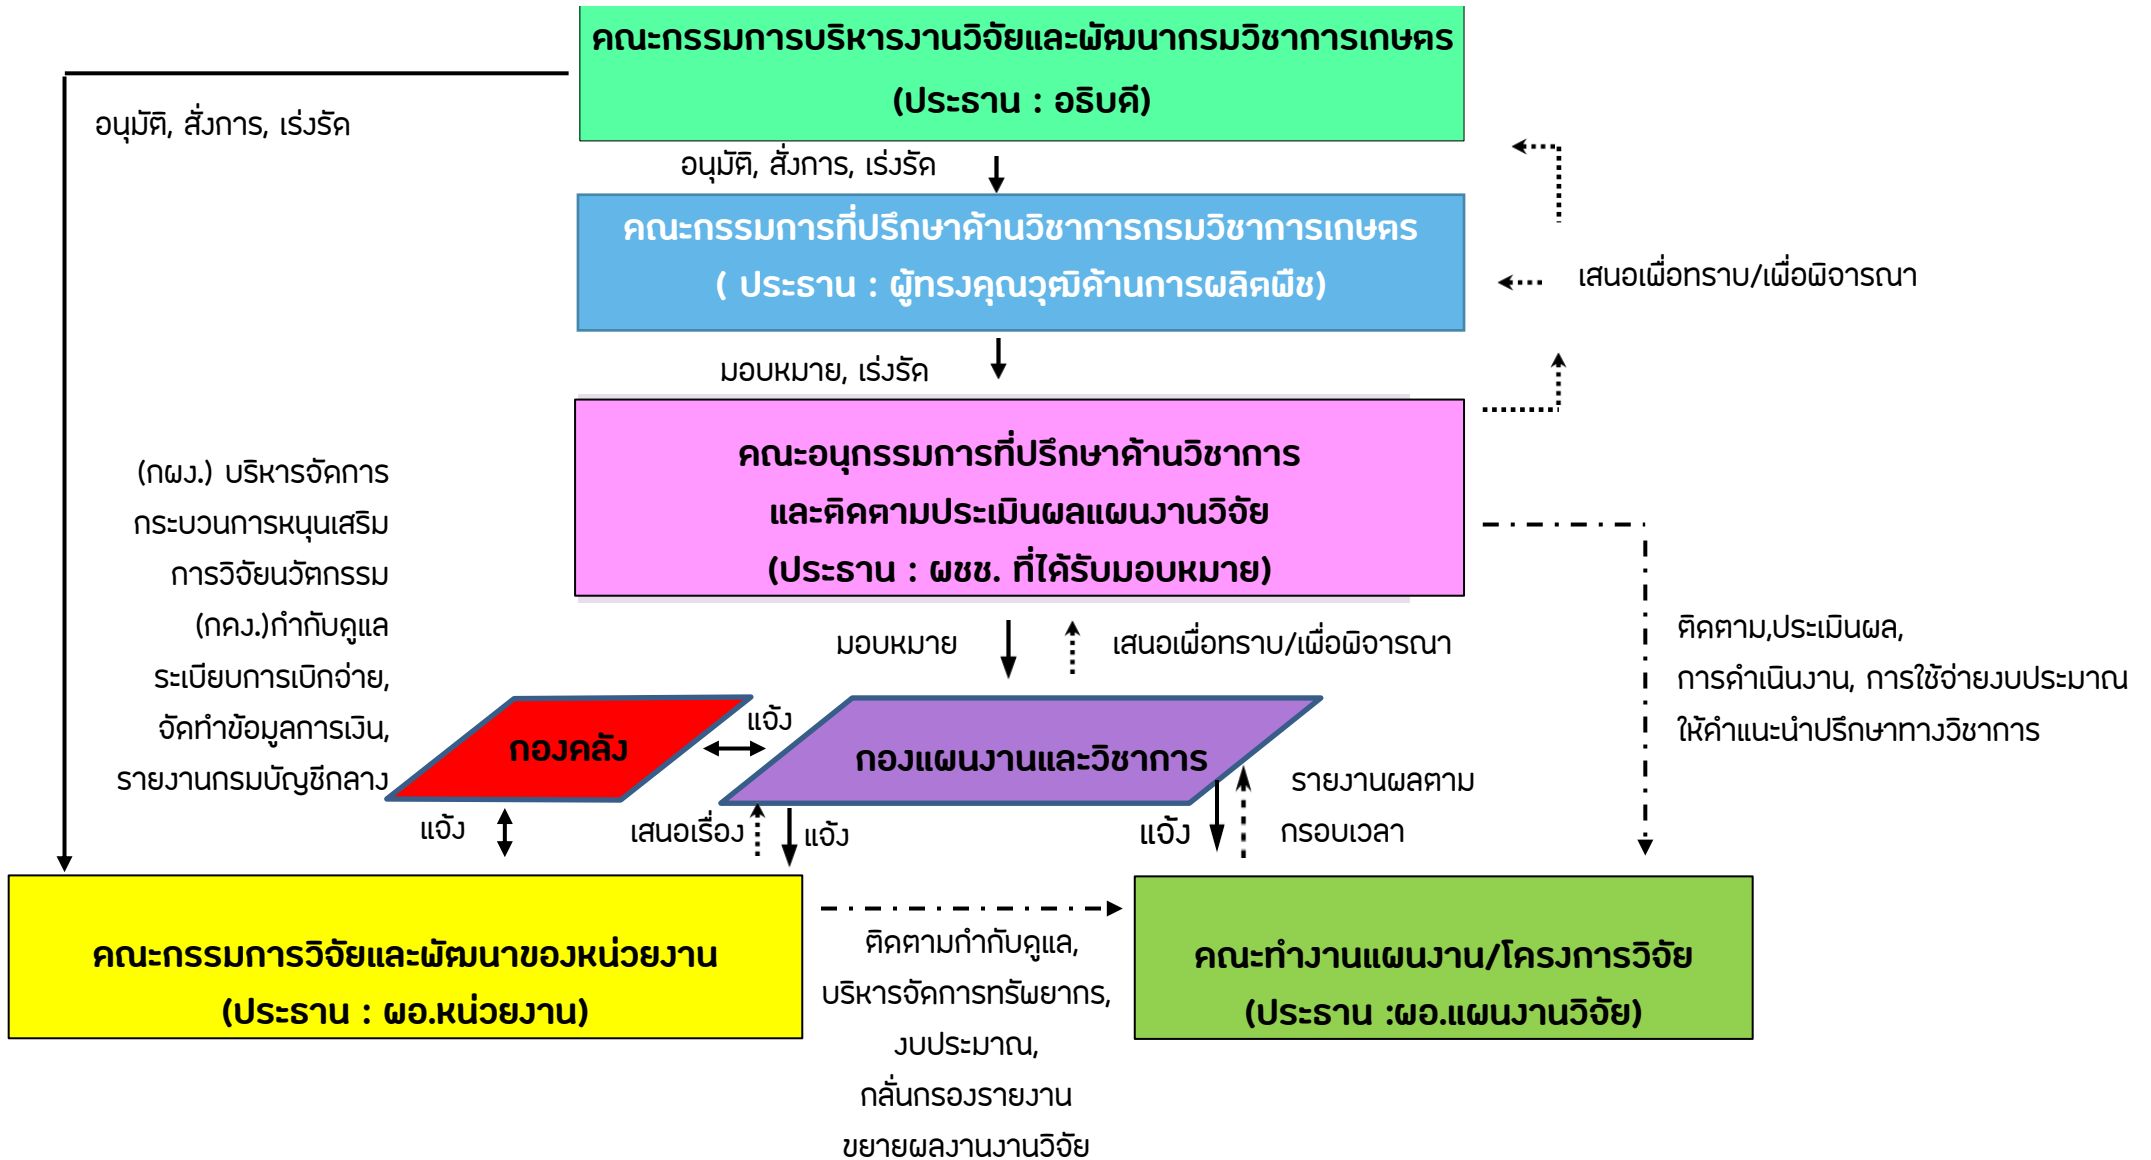 คณะกรรมการบริหารงานวิจัยและพัฒนากรมวิชาการเกษตร
(ประธาน : อธิบดี)
อนุมัติ, สั่งการ, เร่งรัด
อนุมัติ, สั่งการ, เร่งรัด
คณะกรรมการที่ปรึกษาด้านวิชาการกรมวิชาการเกษตร
( ประธาน : ผู้ทรงคุณวุฒิด้านการผลิตพืช)
เสนอเพื่อทราบ/เพื่อพิจารณา
มอบหมาย, เร่งรัด
คณะอนุกรรมการที่ปรึกษาด้านวิชาการ
และติดตามประเมินผลแผนงานวิจัย
(ประธาน : ผชช. ที่ได้รับมอบหมาย)
(กผง.) บริหารจัดการ
กระบวนการหนุนเสริม
การวิจัยนวัตกรรม
(กคง.)กำกับดูแล
ระเบียบการเบิกจ่าย,
จัดทำข้อมูลการเงิน,
รายงานกรมบัญชีกลาง
มอบหมาย
เสนอเพื่อทราบ/เพื่อพิจารณา
ติดตาม,ประเมินผล,
การดำเนินงาน, การใช้จ่ายงบประมาณ
ให้คำแนะนำปรึกษาทางวิชาการ
กองคลัง
แจ้ง
กองแผนงานและวิชาการ
แจ้ง
เสนอเรื่อง
แจ้ง
แจ้ง
รายงานผลตาม
กรอบเวลา
คณะกรรมการวิจัยและพัฒนาของหน่วยงาน
(ประธาน : ผอ.หน่วยงาน)
ติดตามกำกับดูแล,
บริหารจัดการทรัพยากร,
งบประมาณ,
กลั่นกรองรายงาน
ขยายผลงานงานวิจัย
คณะทำงานแผนงาน/โครงการวิจัย
(ประธาน :ผอ.แผนงานวิจัย)